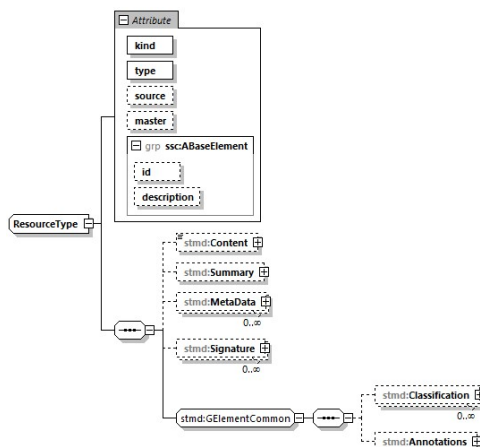 Attribute
kind
type
source
master
grp ssc:ABaseElement
id
description
ResourceType
stmd:Content
stmd:Summary
stmd:MetaData
0..∞
stmd:Signature
0..∞
stmd:GElementCommon
stmd:Classification
0..∞
stmd:Annotations